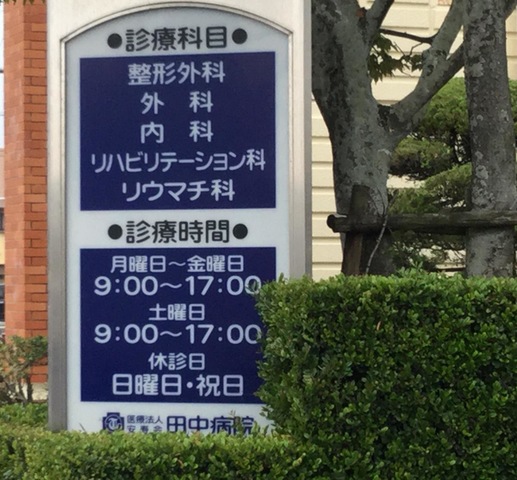 ●診療科目●
整形外科
外 科
内 科
リハビリテーション科
リウマチ科
●診療時間●
月曜日～金曜日
9:00～17:00
土曜日
9:00～17:00
休診日
日曜日・祝日
医療法人
安寿会
田中病院